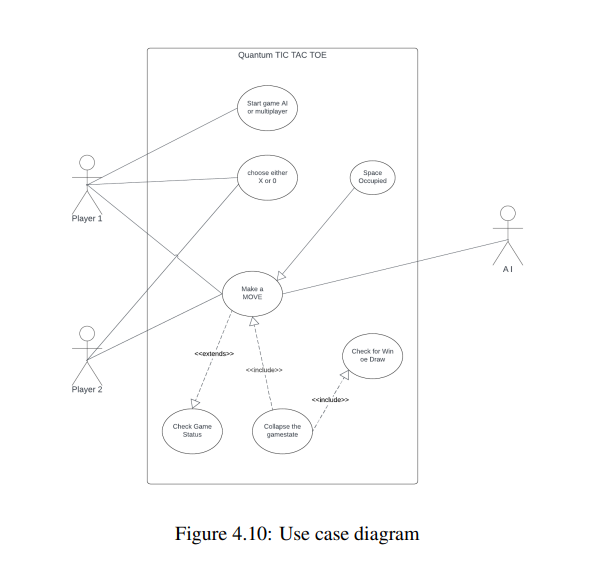 Quantum TIC TAC TOE
Start game AI
or multiplayer
choose either
X or 0
Space
Occupied
Player 1
A I
Make a
MOVE
Player 2
<<extends>>
<<include>>
Check for Win
oe Draw
<<include>>
Check Game
Status
Collapse the
gamestate
Figure 4.10: Use case diagram